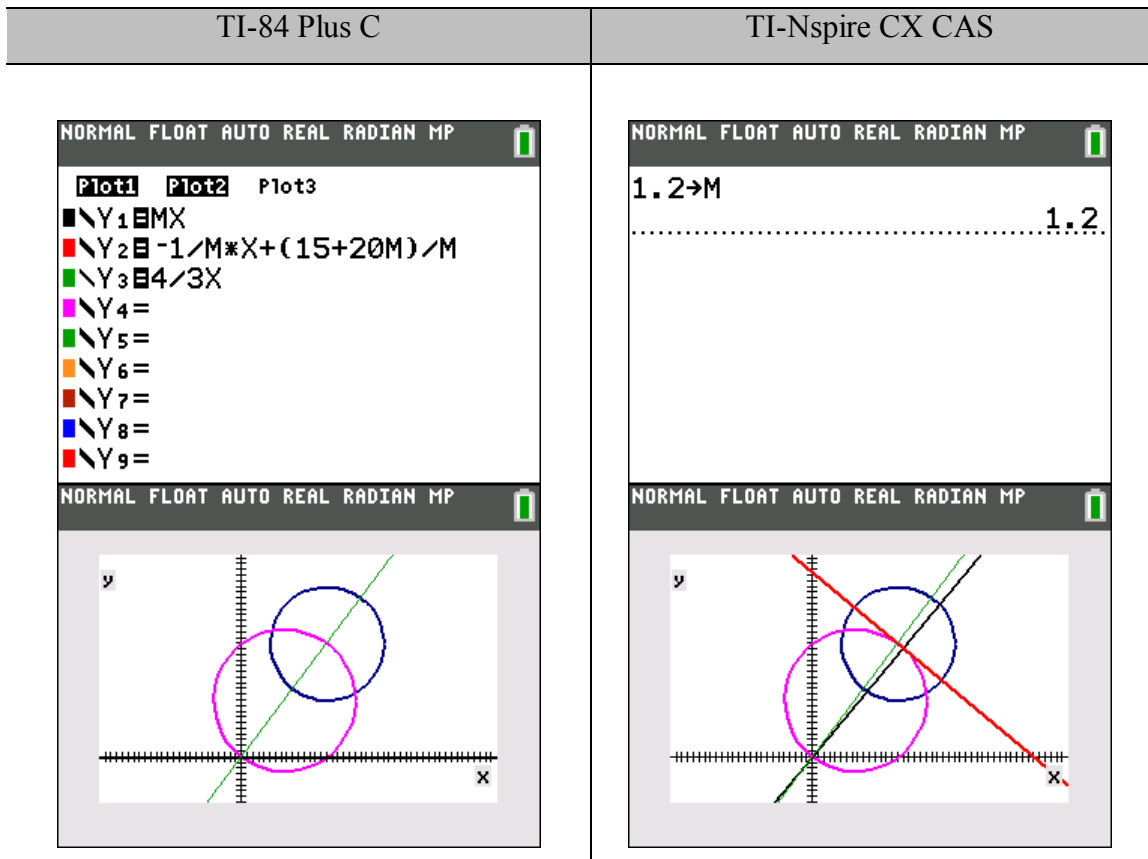 TI-84 Plus C
TI-Nspire CX CAS
NORMAL FLOAT AUTO REAL RADIAN MP
Plot1 Plot2 Plot3
\Y₁=MX
\Y₂=⁻1/M*X+(15+20M)/M
\Y₃=4/3X
\Y₄=
\Y₅=
\Y₆=
\Y₇=
\Y₈=
\Y₉=
NORMAL FLOAT AUTO REAL RADIAN MP
1.2→M
1.2
NORMAL FLOAT AUTO REAL RADIAN MP
y
x
NORMAL FLOAT AUTO REAL RADIAN MP
y
x